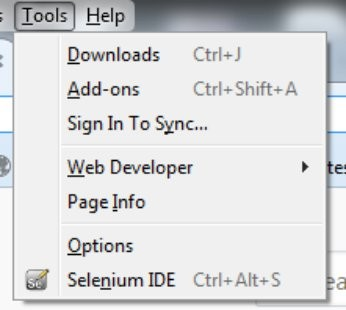 Tools Help
Downloads Ctrl+J
Add-ons Ctrl+Shift+A
Sign In To Sync...
Web Developer
Page Info
Options
Selenium IDE Ctrl+Alt+S